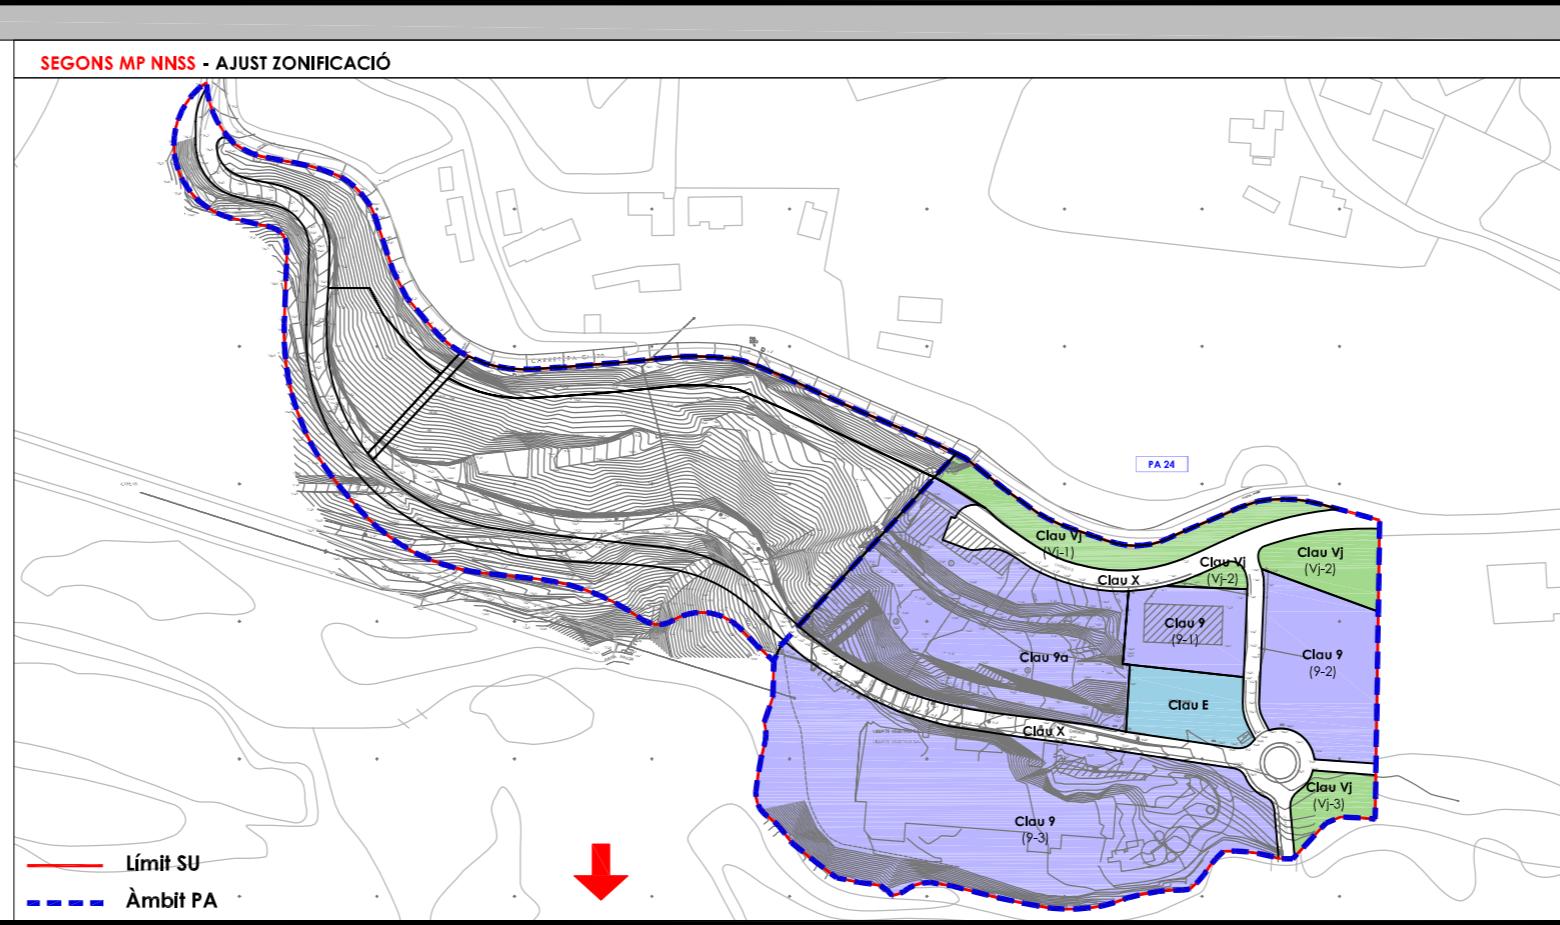 SEGONS MP NNSS - AJUST ZONIFICACIÓ
PA 24
Clau Vj
(Vj-1)
Clau X
Clau Vj
(Vj-2)
Clau Vj
(Vj-2)
Clau 9
(9-1)
Clau 9a
Clau 9
(9-2)
Clau E
Clau X
Clau Vj
(Vj-3)
Clau 9
(9-3)
Límit SU
Àmbit PA